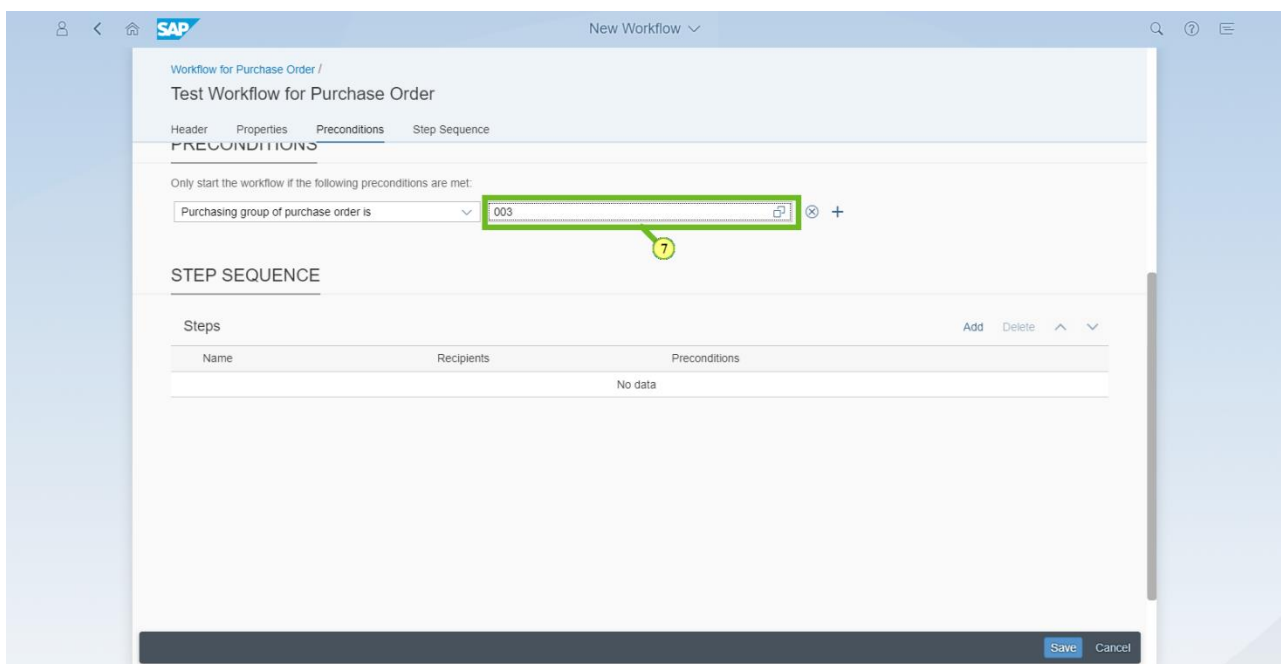 SAP New Workflow
Workflow for Purchase Order /
Test Workflow for Purchase Order
Header Properties Preconditions Step Sequence
PRECONDITIONS
Only start the workflow if the following preconditions are met:
Purchasing group of purchase order is 003
7
STEP SEQUENCE
Steps Add Delete
Name Recipients Preconditions
No data
Save Cancel